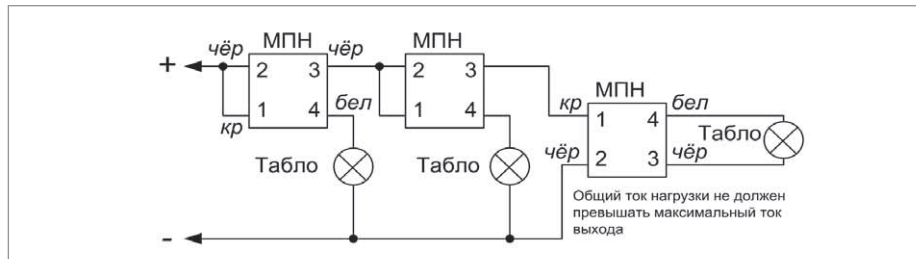 МПН
МПН
чёр
чёр
+
2 3
2 3
МПН
1 4
бел
1 4
кр
бел
кр
1 4
Табло
Табло
Табло
чёр
2 3
чёр
Общий ток нагрузки не должен
превышать максимальный ток
выхода
-